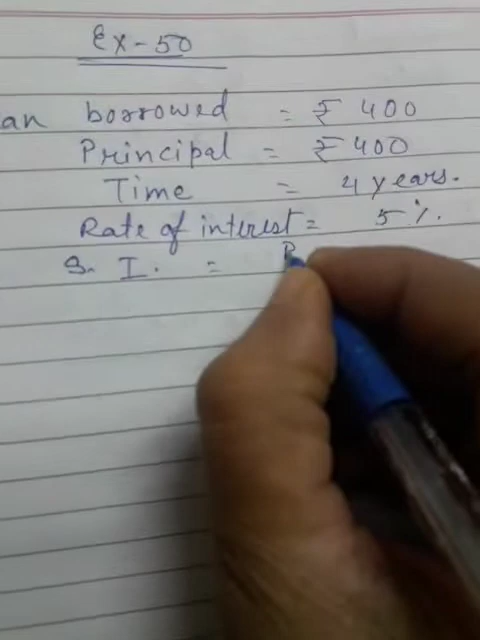 Ex-50
an borrowed = ₹ 400
Principal = ₹ 400
Time = 4 years.
Rate of interest = 5 %.
S. I. = P